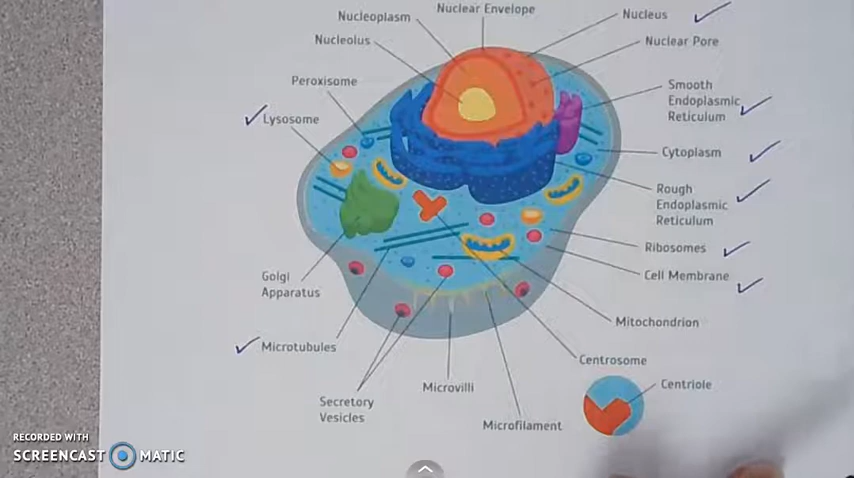 Nuclear Envelope
Nucleoplasm
Nucleus
Nucleolus
Nuclear Pore
Peroxisome
Smooth
Endoplasmic
Reticulum
Lysosome
Cytoplasm
Rough
Endoplasmic
Reticulum
Ribosomes
Cell Membrane
Golgi
Apparatus
Mitochondrion
Microtubules
Centrosome
Centriole
Microvilli
Secretory
Vesicles
Microfilament
RECORDED WITH
SCREENCAST MATIC